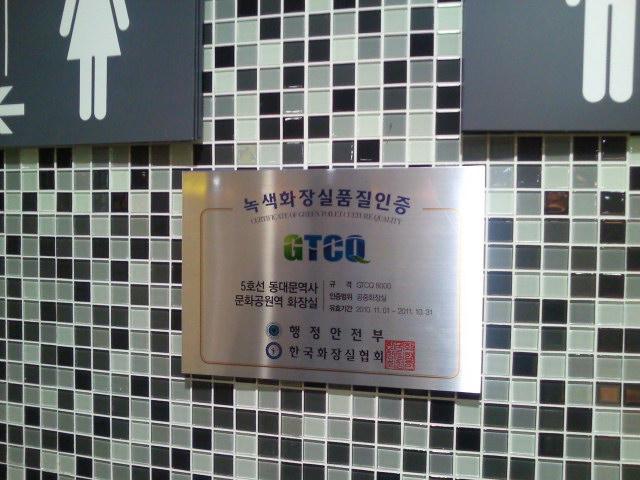 녹색화장실품질인증
CERTIFICATE OF GREEN TOILET CULTURE QUALITY
GTCQ
5호선 동대문역사
문화공원역 화장실
규 격 GTCQ 8000
인증범위 공중화장실
유효기간 2010. 11. 01 ~ 2011. 10. 31
행정안전부
한국화장실협회